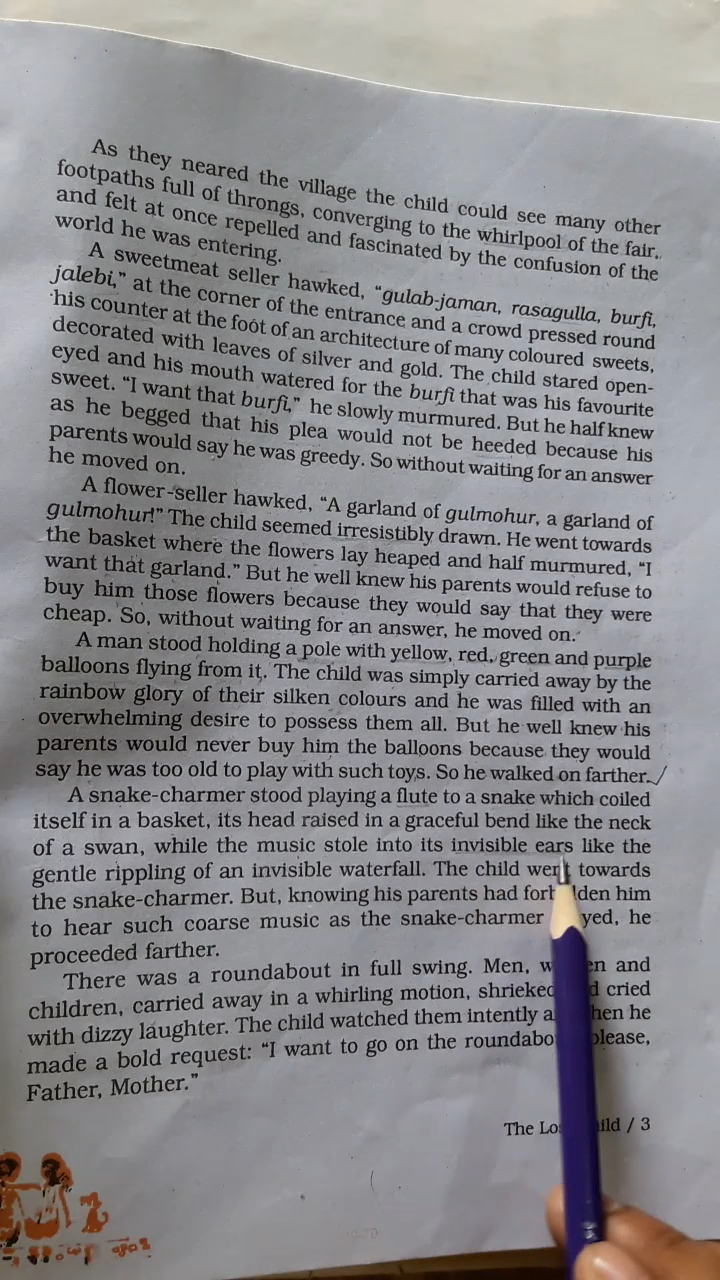 As they neared the village the child could see many other
footpaths full of throngs, converging to the whirlpool of the fair,
and felt at once repelled and fascinated by the confusion of the
world he was entering.
A sweetmeat seller hawked, “gulab-jaman, rasagulla, burfi,
jalebi,” at the corner of the entrance and a crowd pressed round
his counter at the foot of an architecture of many coloured sweets,
decorated with leaves of silver and gold. The child stared open-
eyed and his mouth watered for the burfi that was his favourite
sweet. “I want that burfi,” he slowly murmured. But he half knew
as he begged that his plea would not be heeded because his
parents would say he was greedy. So without waiting for an answer
he moved on.
A flower-seller hawked, “A garland of gulmohur, a garland of
gulmohur!” The child seemed irresistibly drawn. He went towards
the basket where the flowers lay heaped and half murmured, “I
want that garland.” But he well knew his parents would refuse to
buy him those flowers because they would say that they were
cheap. So, without waiting for an answer, he moved on.
A man stood holding a pole with yellow, red, green and purple
balloons flying from it. The child was simply carried away by the
rainbow glory of their silken colours and he was filled with an
overwhelming desire to possess them all. But he well knew his
parents would never buy him the balloons because they would
say he was too old to play with such toys. So he walked on farther.
A snake-charmer stood playing a flute to a snake which coiled
itself in a basket, its head raised in a graceful bend like the neck
of a swan, while the music stole into its invisible ears like the
gentle rippling of an invisible waterfall. The child went towards
the snake-charmer. But, knowing his parents had him
to hear such coarse music as the snake-charmer he
proceeded farther.
There was a roundabout in full swing. Men, and
children, carried away in a whirling motion, shrieked cried
with dizzy laughter. The child watched them intently he
made a bold request: “I want to go on the please,
Father, Mother.”
The / 3